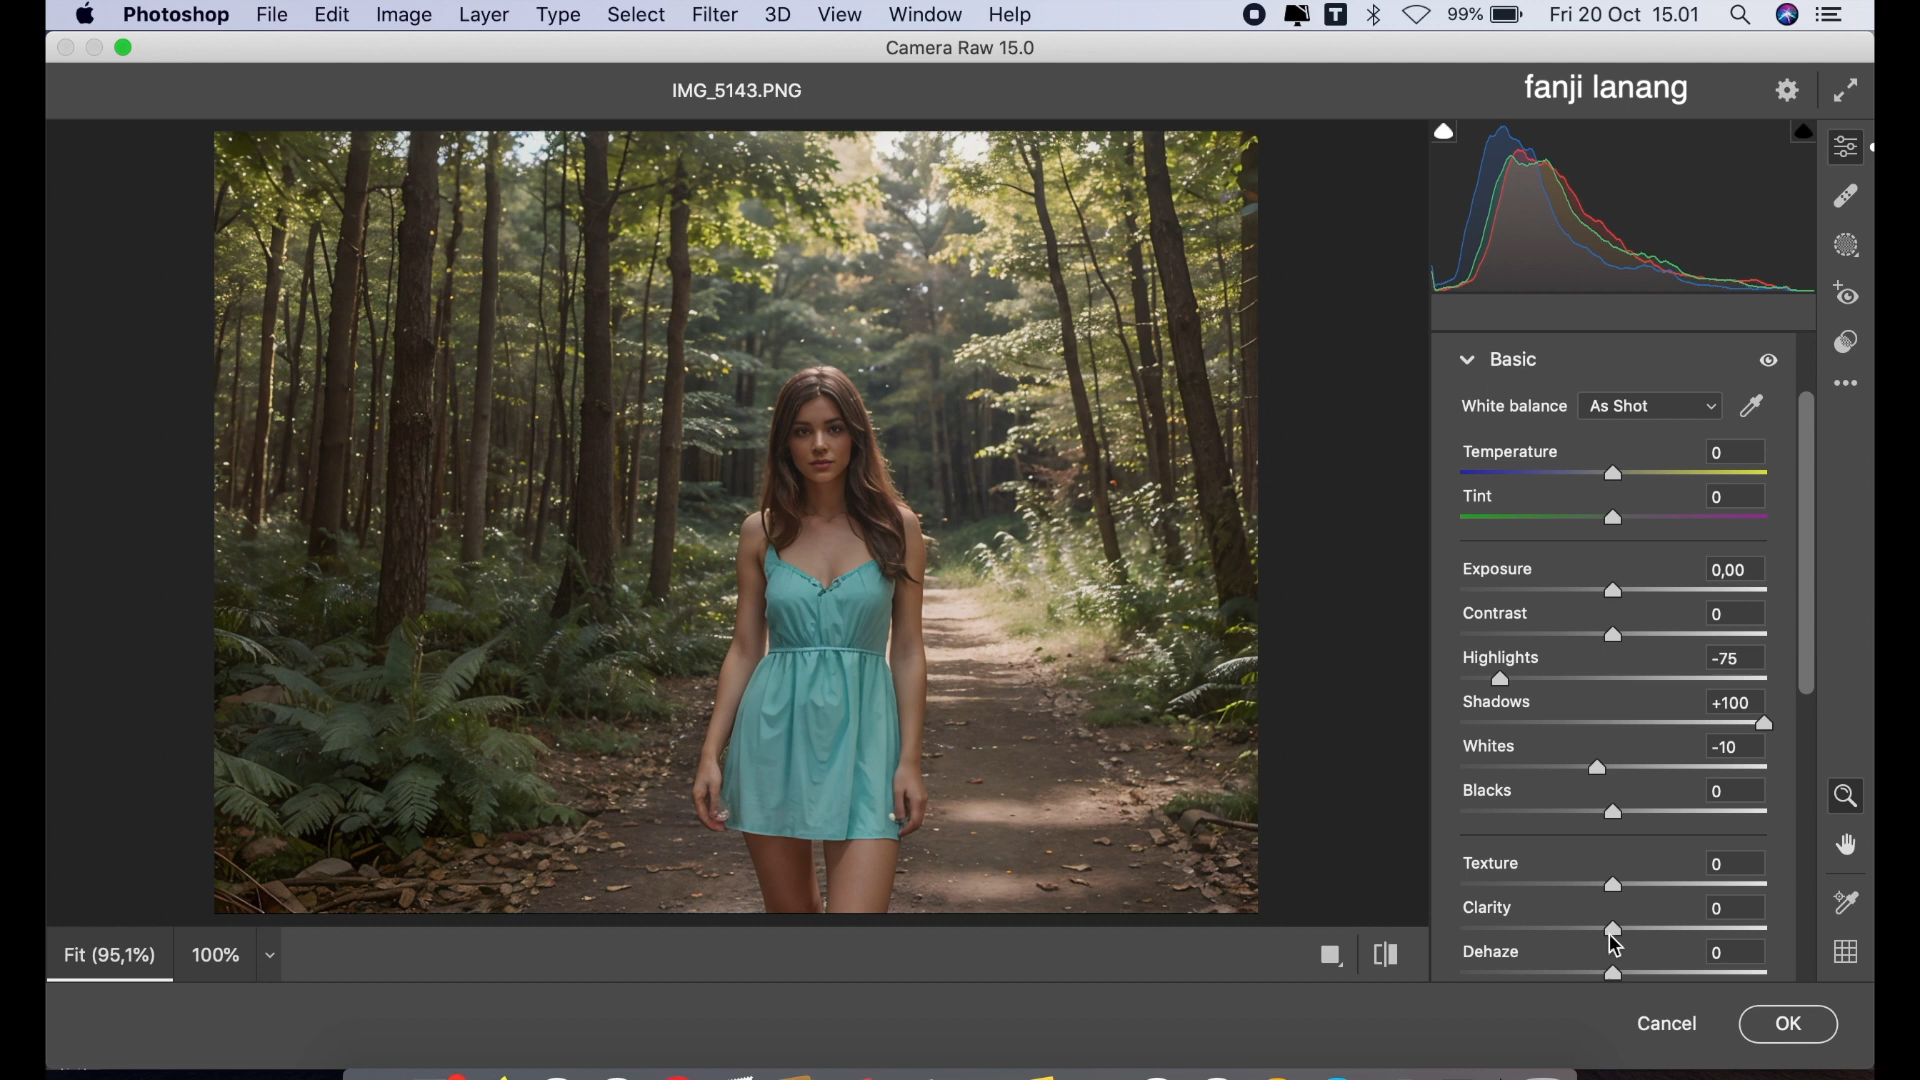 Photoshop File Edit Image Layer Type Select Filter 3D View Window Help T 99% Fri 20 Oct 15.01
Camera Raw 15.0
IMG_5143.PNG
fanji lanang
Basic
White balance As Shot
Temperature 0
Tint 0
Exposure 0,00
Contrast 0
Highlights -75
Shadows +100
Whites -10
Blacks 0
Texture 0
Clarity 0
Dehaze 0
Fit (95,1%) 100%
Cancel OK